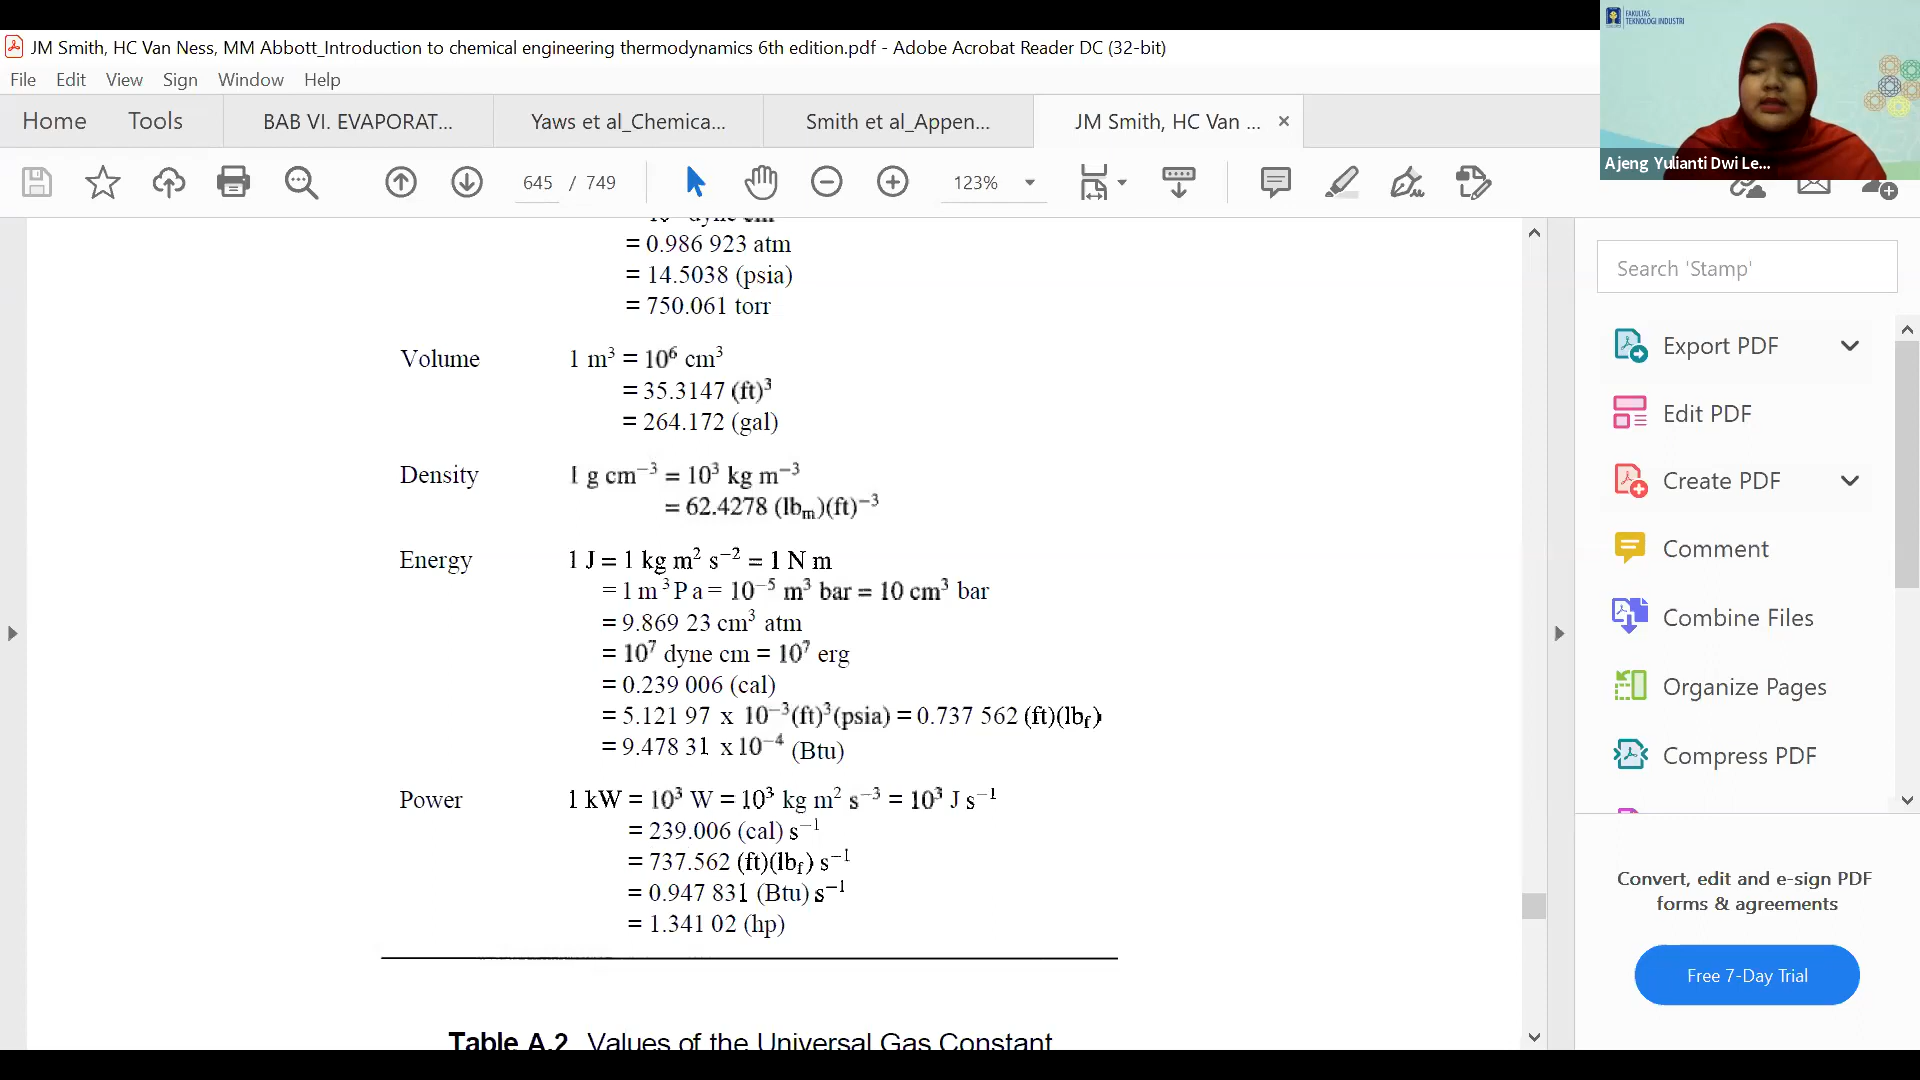 FAKULTAS
TEKNOLOGI INDUSTRI
JM Smith, HC Van Ness, MM Abbott_Introduction to chemical engineering thermodynamics 6th edition.pdf - Adobe Acrobat Reader DC (32-bit)
File Edit View Sign Window Help
Home Tools BAB VI. EVAPORAT... Yaws et al_Chemica... Smith et al_Appen... JM Smith, HC Van ... ×
Ajeng Yulianti Dwi Le...
645 / 749 123%
dyne cm
= 0.986 923 atm
= 14.5038 (psia)
= 750.061 torr
Volume 1 m³ = 10⁶ cm³
= 35.3147 (ft)³
= 264.172 (gal)
Density 1 g cm⁻³ = 10³ kg m⁻³
= 62.4278 (lbₘ)(ft)⁻³
Energy 1 J = 1 kg m² s⁻² = 1 N m
= 1 m³ Pa = 10⁻⁵ m³ bar = 10 cm³ bar
= 9.869 23 cm³ atm
= 10⁷ dyne cm = 10⁷ erg
= 0.239 006 (cal)
= 5.121 97 x 10⁻³(ft)³(psia) = 0.737 562 (ft)(lb_f)
= 9.478 31 x 10⁻⁴ (Btu)
Power 1 kW = 10³ W = 10³ kg m² s⁻³ = 10³ J s⁻¹
= 239.006 (cal) s⁻¹
= 737.562 (ft)(lb_f) s⁻¹
= 0.947 831 (Btu) s⁻¹
= 1.341 02 (hp)
Table A.2 Values of the Universal Gas Constant
Search 'Stamp'
Export PDF
Edit PDF
Create PDF
Comment
Combine Files
Organize Pages
Compress PDF
Convert, edit and e-sign PDF
forms & agreements
Free 7-Day Trial